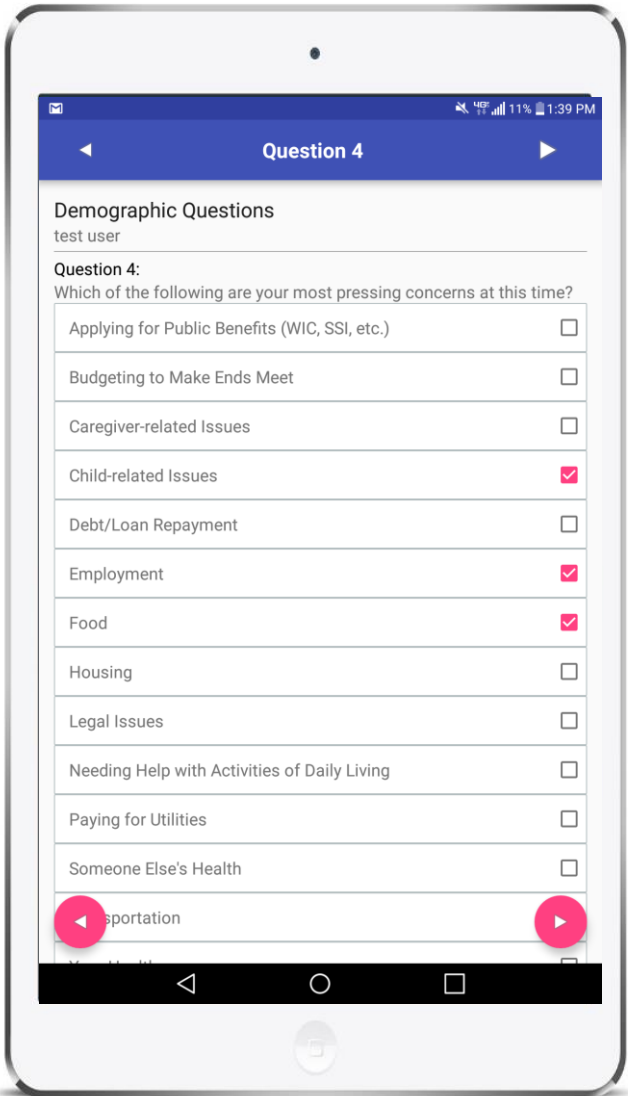 4GE 11% 1:39 PM
Question 4
Demographic Questions
test user
Question 4:
Which of the following are your most pressing concerns at this time?
Applying for Public Benefits (WIC, SSI, etc.)
Budgeting to Make Ends Meet
Caregiver-related Issues
Child-related Issues
Debt/Loan Repayment
Employment
Food
Housing
Legal Issues
Needing Help with Activities of Daily Living
Paying for Utilities
Someone Else's Health
sportation